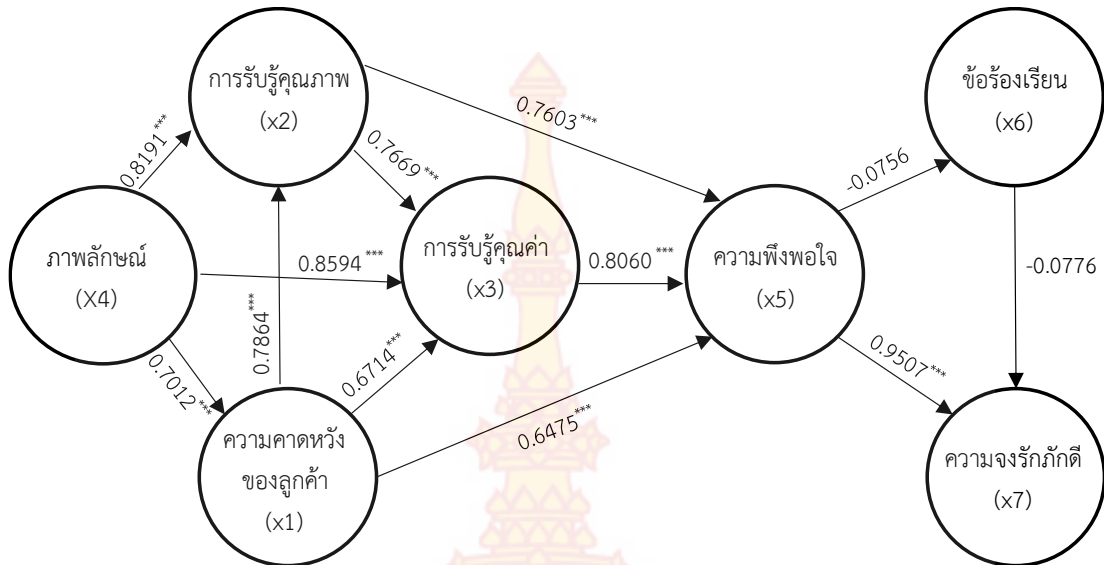 การรับรู้คุณภาพ
(x2)
ข้อร้องเรียน
(x6)
0.7603***
0.8191***
0.7669***
-0.0756
ภาพลักษณ์
(X4)
0.8594***
การรับรู้คุณค่า
(x3)
0.8060***
ความพึงพอใจ
(x5)
-0.0776
0.7864***
0.7012***
0.6714***
0.9507***
0.6475***
ความคาดหวัง
ของลูกค้า
(x1)
ความจงรักภักดี
(x7)